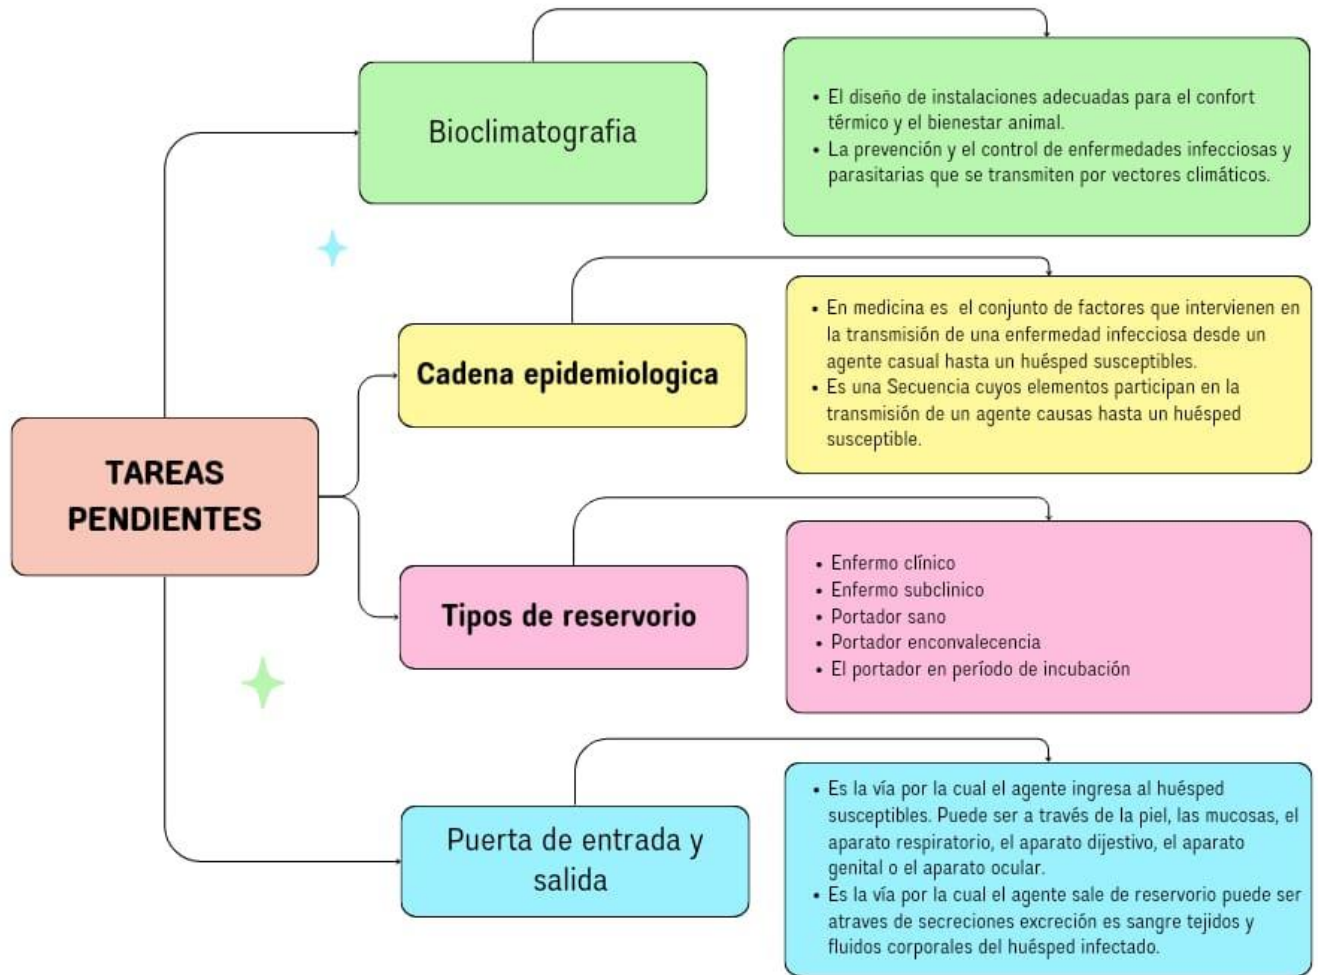 Bioclimatografia
• El diseño de instalaciones adecuadas para el confort
térmico y el bienestar animal.
• La prevención y el control de enfermedades infecciosas y
parasitarias que se transmiten por vectores climáticos.
TAREAS
PENDIENTES
Cadena epidemiologica
• En medicina es el conjunto de factores que intervienen en
la transmisión de una enfermedad infecciosa desde un
agente casual hasta un huésped susceptibles.
• Es una Secuencia cuyos elementos participan en la
transmisión de un agente causas hasta un huésped
susceptible.
Tipos de reservorio
• Enfermo clínico
• Enfermo subclinico
• Portador sano
• Portador enconvalecencia
• El portador en período de incubación
Puerta de entrada y
salida
• Es la vía por la cual el agente ingresa al huésped
susceptibles. Puede ser a través de la piel, las mucosas, el
aparato respiratorio, el aparato dijestivo, el aparato
genital o el aparato ocular.
• Es la vía por la cual el agente sale de reservorio puede ser
atraves de secreciones excreción es sangre tejidos y
fluidos corporales del huésped infectado.